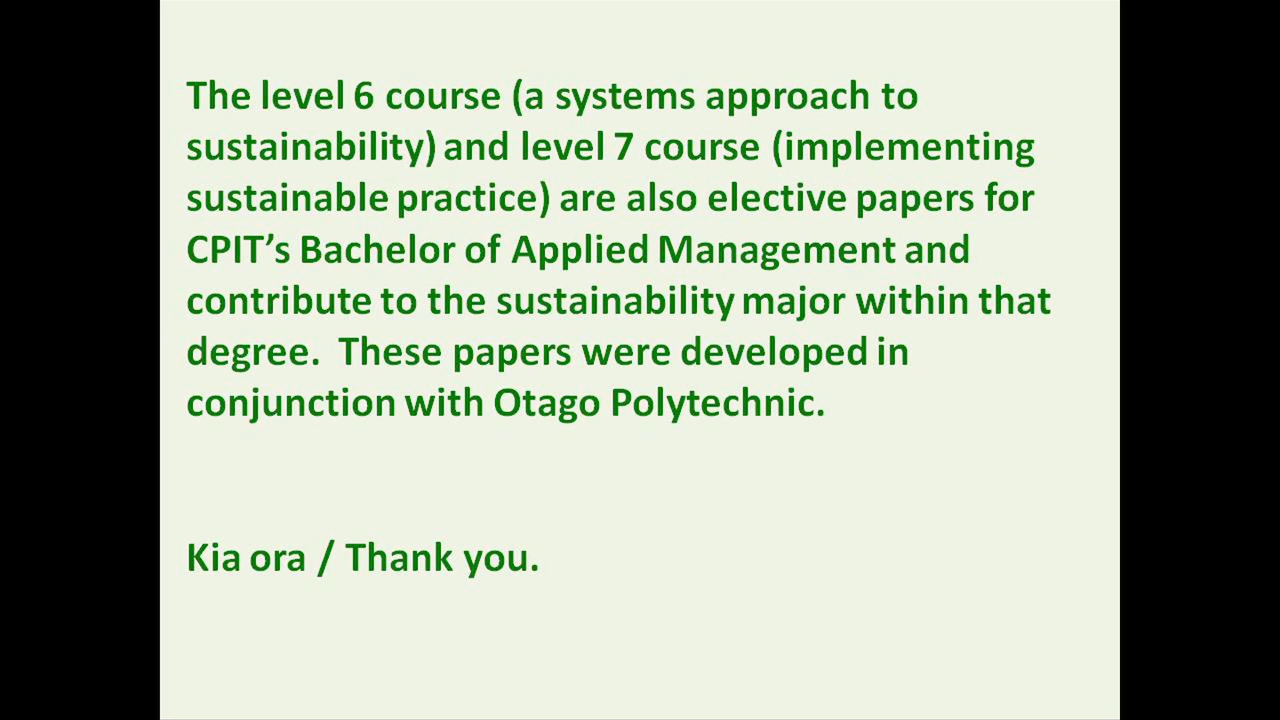 The level 6 course (a systems approach to
sustainability) and level 7 course (implementing
sustainable practice) are also elective papers for
CPIT’s Bachelor of Applied Management and
contribute to the sustainability major within that
degree.  These papers were developed in
conjunction with Otago Polytechnic.
Kia ora / Thank you.